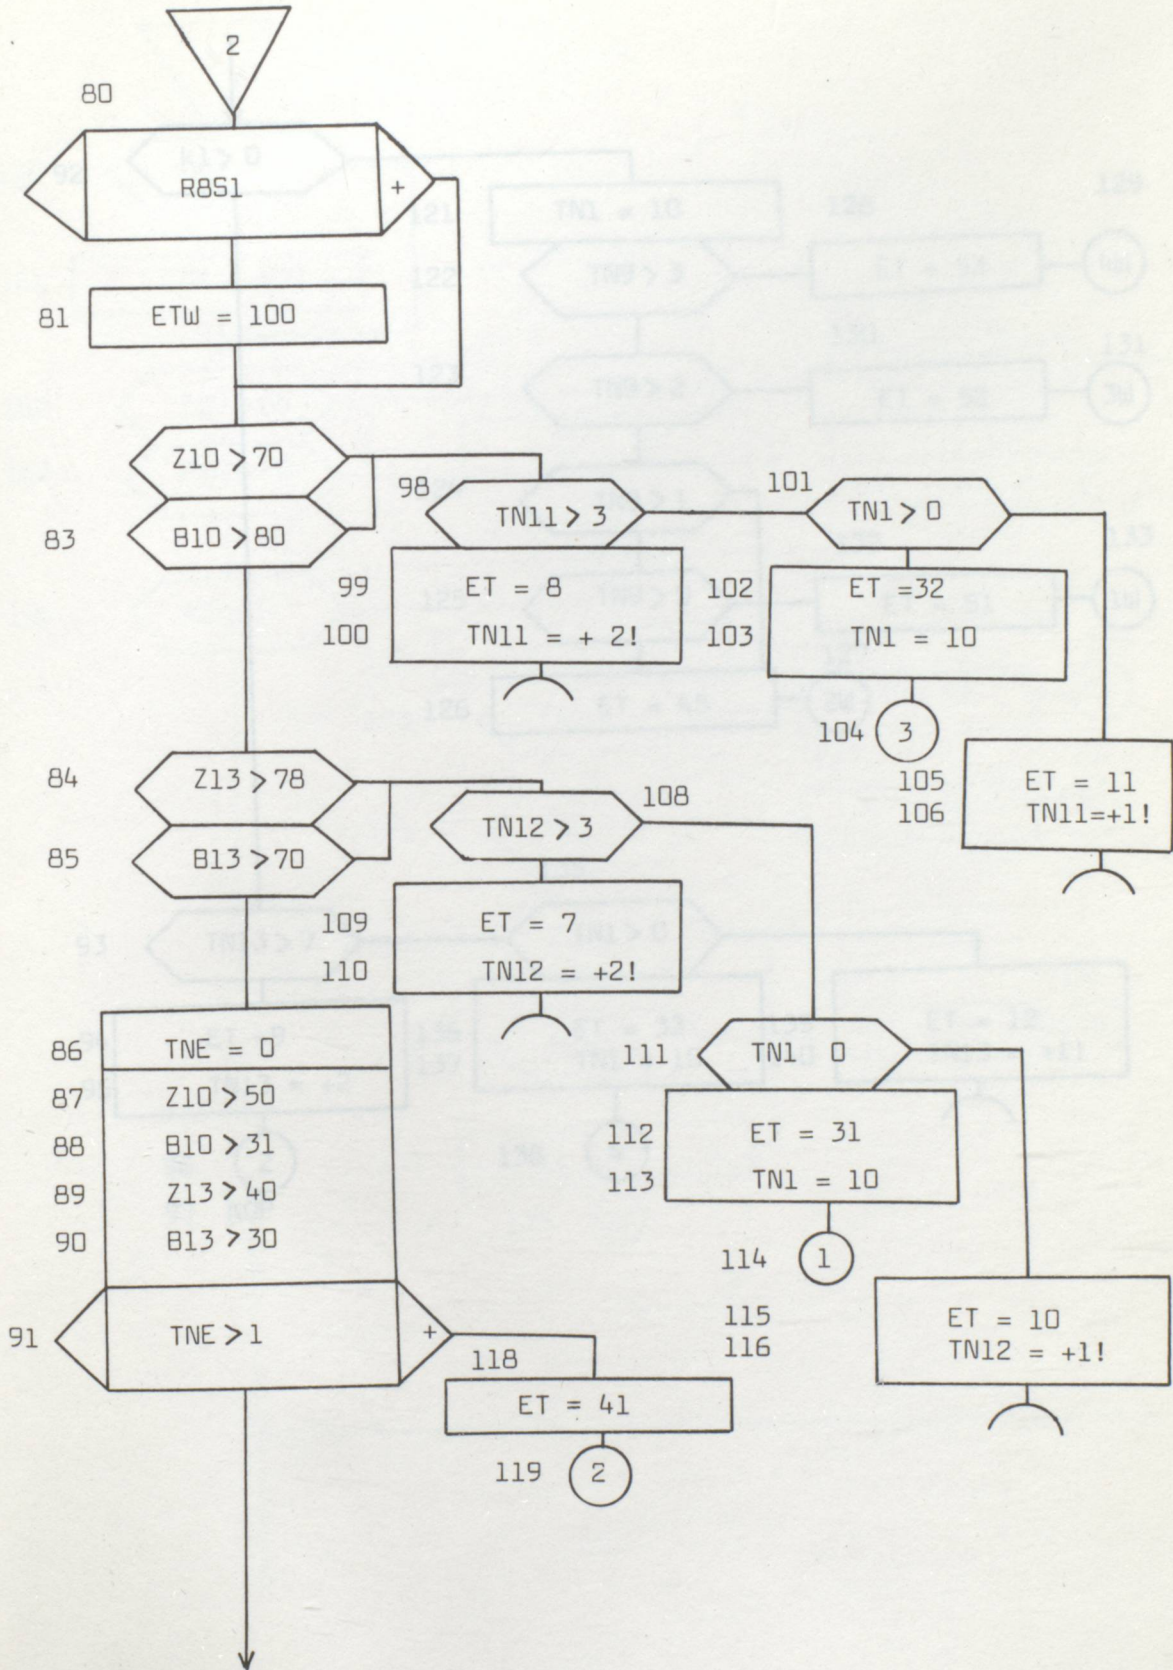 2
80
R8S1 +
81 ETW = 100
Z10 > 70
83 B10 > 80
98 TN11 > 3
99 ET = 8
100 TN11 = + 2!
101 TN1 > 0
102 ET =32
103 TN1 = 10
104 3
105 ET = 11
106 TN11=+1!
84 Z13 > 78
85 B13 > 70
TN12 > 3
108
109 ET = 7
110 TN12 = +2!
111 TN1 0
112 ET = 31
113 TN1 = 10
114 1
115 ET = 10
116 TN12 = +1!
86 TNE = 0
87 Z10 > 50
88 B10 > 31
89 Z13 > 40
90 B13 > 30
91 TNE > 1 +
118
ET = 41
119 2